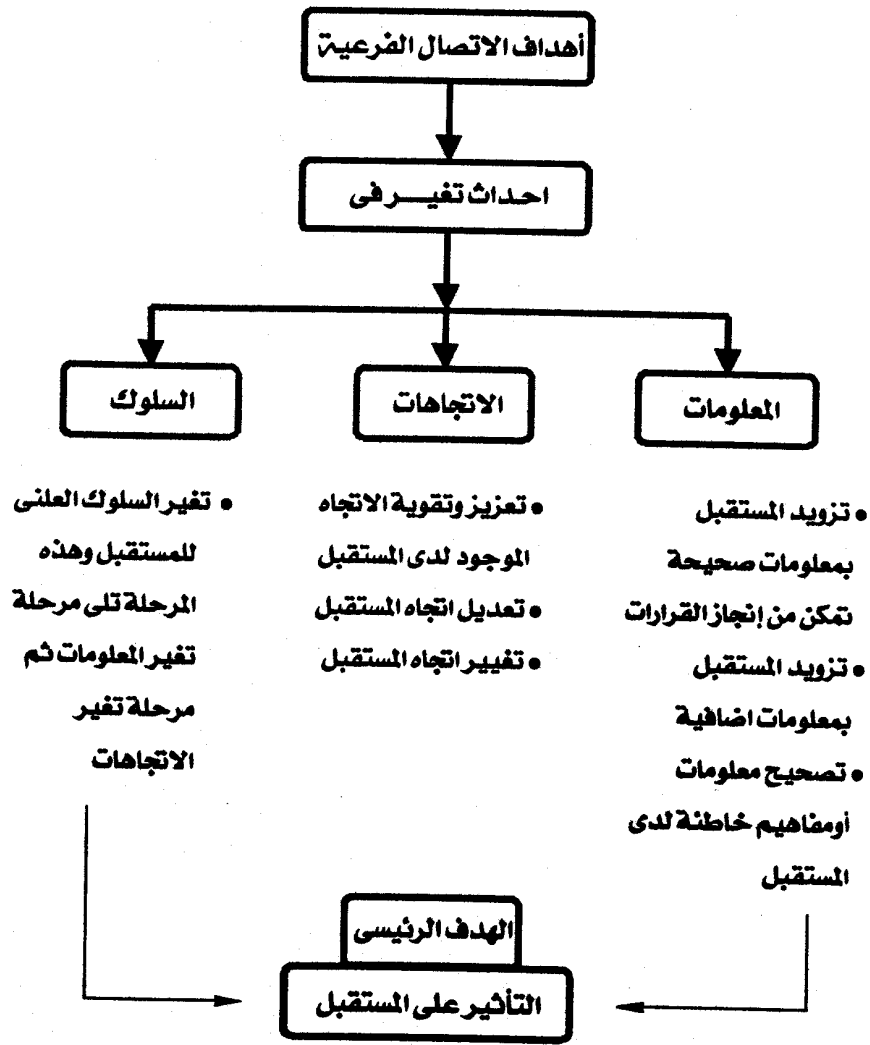 أهداف الاتصال الفرعية
احداث تغيـــر فى
المعلومات
الاتجاهات
السلوك
• تزويد المستقبل
بمعلومات صحيحة
تمكن من إنجاز القرارات
• تزويد المستقبل
بمعلومات اضافية
• تصحيح معلومات
أومفاهيم خاطئة لدى
المستقبل
• تعزيز وتقوية الاتجاه
الموجود لدى المستقبل
• تعديل اتجاه المستقبل
• تغيير اتجاه المستقبل
• تغير السلوك العلنى
للمستقبل وهذه
المرحلة تلى مرحلة
تغير المعلومات ثم
مرحلة تغير
الاتجاهات
الهدف الرئيسى
التأثير على المستقبل